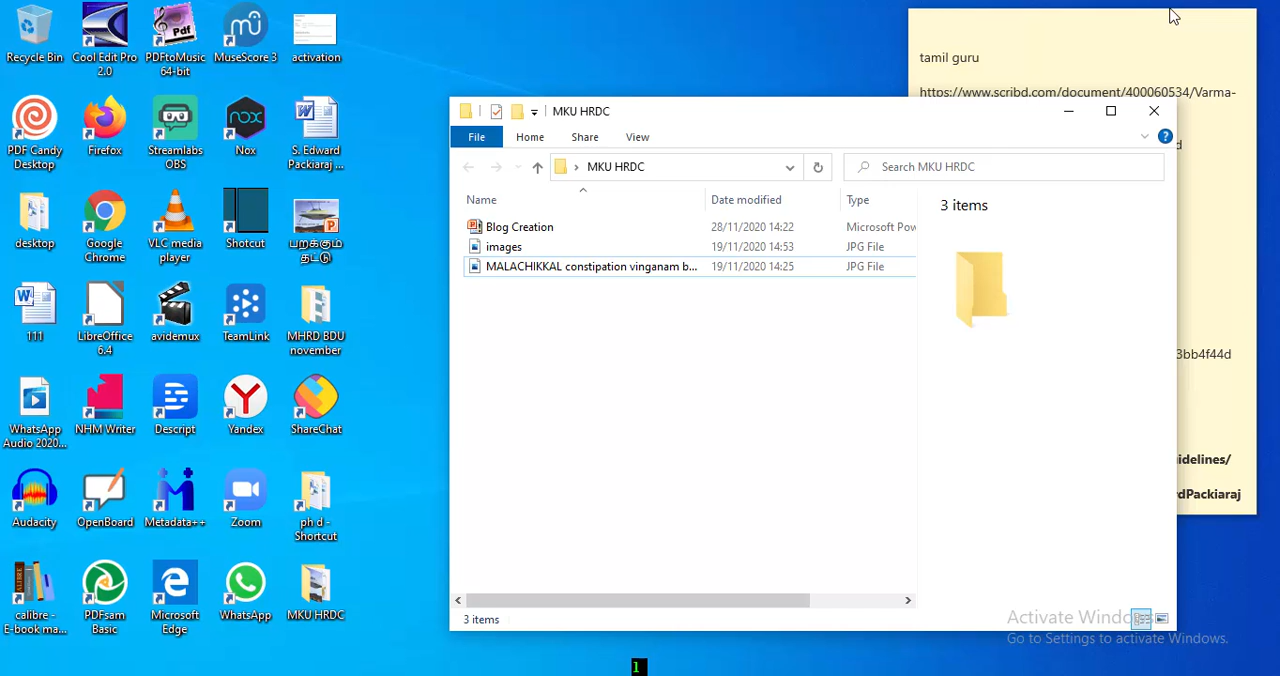 Recycle Bin
Cool Edit Pro
2.0
PDFtoMusic
64-bit
MuseScore 3
activation
PDF Candy
Desktop
Firefox
Streamlabs
OBS
Nox
S. Edward
Packiaraj ...
desktop
Google
Chrome
VLC media
player
Shotcut
பறக்கும்
தட்டு
111
LibreOffice
6.4
avidemux
TeamLink
MHRD BDU
november
WhatsApp
Audio 2020...
NHM Writer
Descript
Yandex
ShareChat
Audacity
OpenBoard
Metadata++
Zoom
ph d -
Shortcut
calibre -
E-book ma...
PDFsam
Basic
Microsoft
Edge
WhatsApp
MKU HRDC
tamil guru
https://www.scribd.com/document/400060534/Varma-
d
3bb4f44d
idelines/
rdPackiaraj
MKU HRDC
File Home Share View
MKU HRDC
Search MKU HRDC
Name Date modified Type
Blog Creation 28/11/2020 14:22 Microsoft Pow
images 19/11/2020 14:53 JPG File
MALACHIKKAL constipation vinganam b... 19/11/2020 14:25 JPG File
3 items
3 items
Activate Windows
Go to Settings to activate Windows.
1